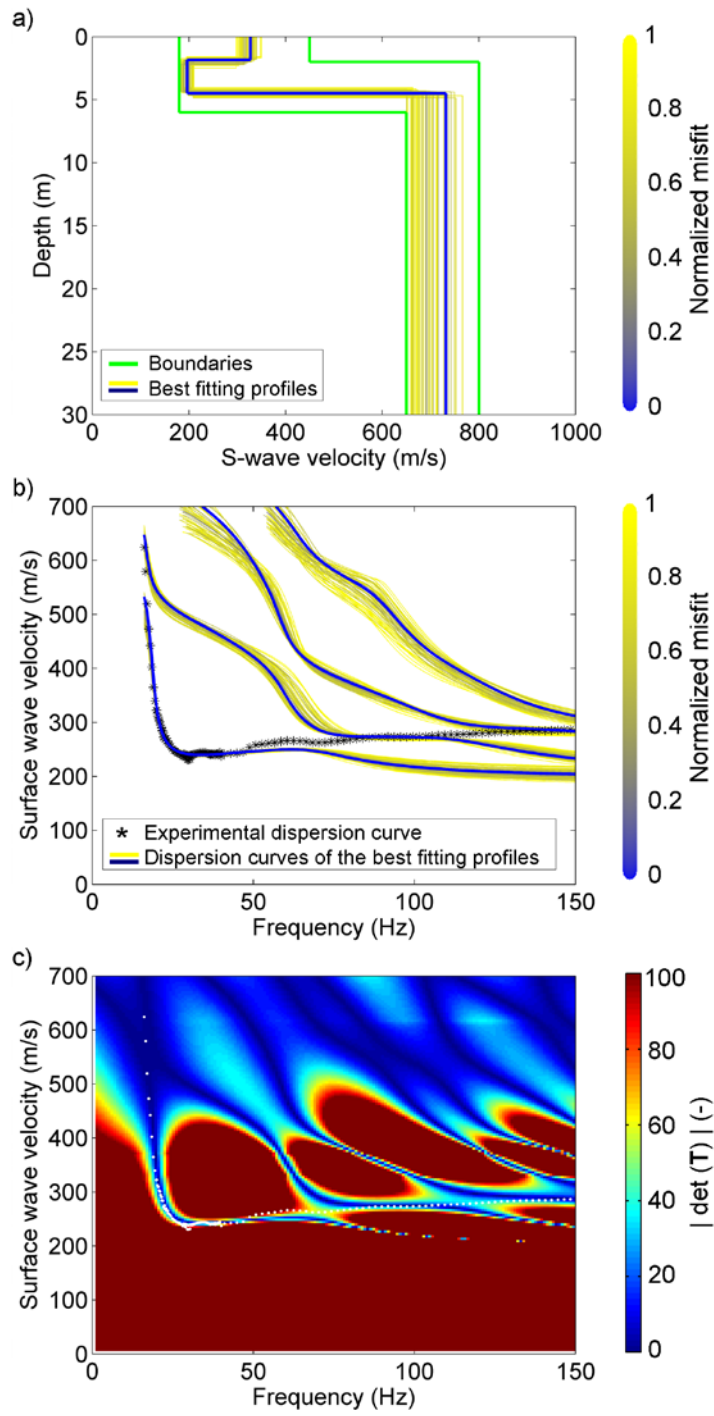 a)
0
5
10
15
20
25
30
Depth (m)
Boundaries
Best fitting profiles
0 200 400 600 800 1000
S-wave velocity (m/s)
1
0.8
0.6
0.4
0.2
0
Normalized misfit
b)
700
600
500
400
300
200
100
0
Surface wave velocity (m/s)
* Experimental dispersion curve
Dispersion curves of the best fitting profiles
0 50 100 150
Frequency (Hz)
1
0.8
0.6
0.4
0.2
0
Normalized misfit
c)
700
600
500
400
300
200
100
0
Surface wave velocity (m/s)
0 50 100 150
Frequency (Hz)
100
80
60
40
20
0
| det (T) | (-)